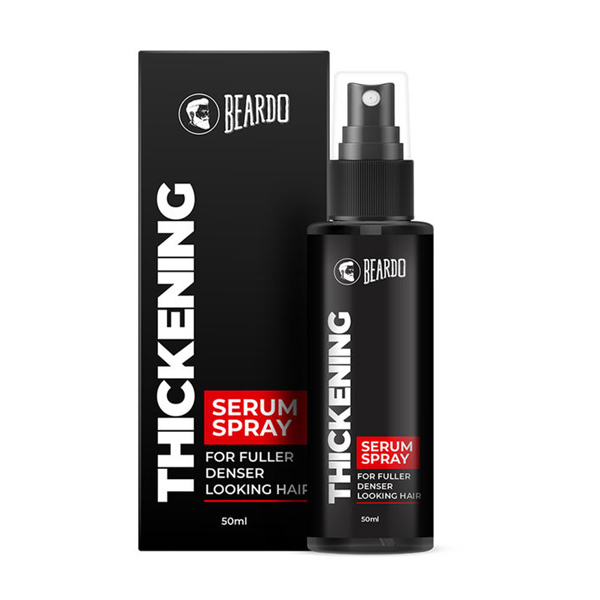 BEARDO
THICKENING
SERUM
SPRAY
FOR FULLER
DENSER
LOOKING HAIR
50ml
BEARDO
THICKENING
SERUM
SPRAY
FOR FULLER
DENSER
LOOKING HAIR
50ml